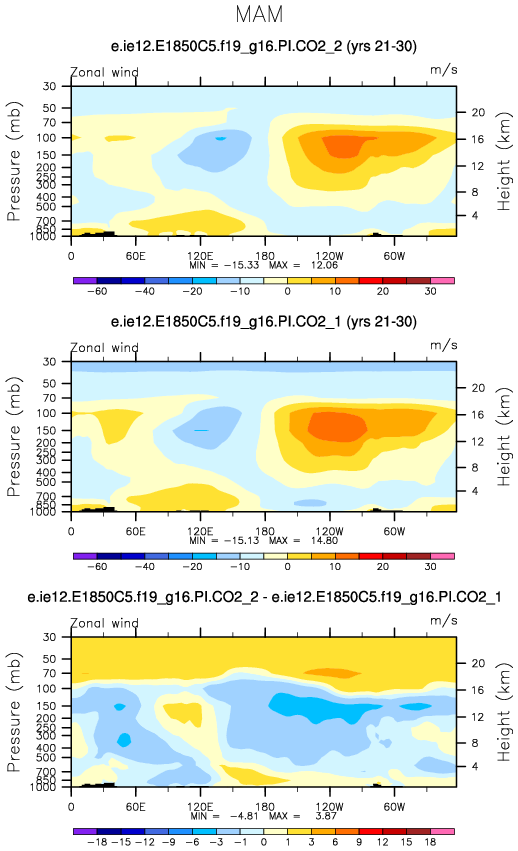 MAM
e.ie12.E1850C5.f19_g16.PI.CO2_2 (yrs 21-30)
Zonal wind m/s
Pressure (mb)
30
50
70
100
150
200
250
300
400
500
700
850
1000
20
16
12
8
4
Height (km)
0 60E 120E 180 120W 60W
MIN = -15.33 MAX = 12.06
-60 -40 -20 -10 0 5 10 15 20 30
e.ie12.E1850C5.f19_g16.PI.CO2_1 (yrs 21-30)
Zonal wind m/s
Pressure (mb)
30
50
70
100
150
200
250
300
400
500
700
850
1000
20
16
12
8
4
Height (km)
0 60E 120E 180 120W 60W
MIN = -15.13 MAX = 14.80
-60 -40 -20 -10 0 5 10 15 20 30
e.ie12.E1850C5.f19_g16.PI.CO2_2 - e.ie12.E1850C5.f19_g16.PI.CO2_1
Zonal wind m/s
Pressure (mb)
30
50
70
100
150
200
250
300
400
500
700
850
1000
20
16
12
8
4
Height (km)
0 60E 120E 180 120W 60W
MIN = -4.81 MAX = 3.87
-18 -15 -12 -9 -6 -3 -1 0 1 3 6 9 12 15 18